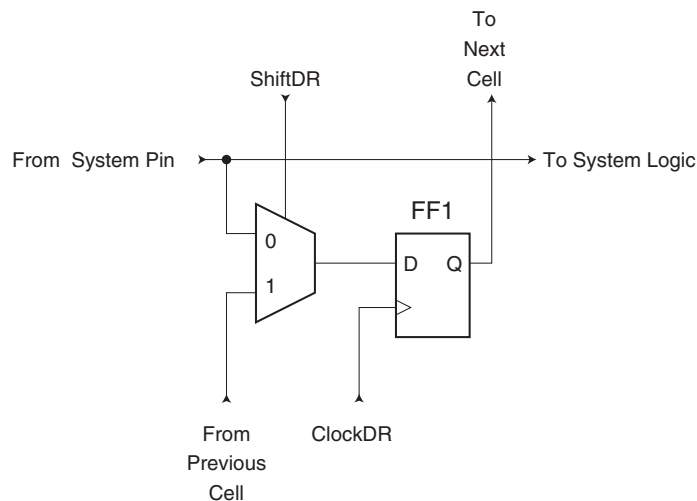 To
Next
Cell
ShiftDR
From System Pin
To System Logic
FF1
0
D Q
1
From
Previous
Cell
ClockDR